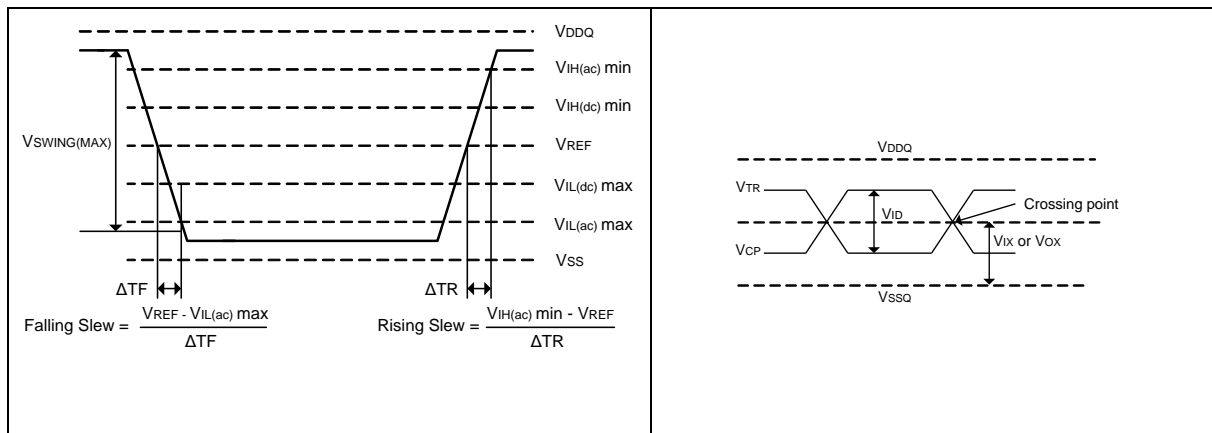 VDDQ
VIH(ac) min
VIH(dc) min
VSWING(MAX)
VREF
VIL(dc) max
VIL(ac) max
VSS
ΔTF
ΔTR
Falling Slew = VREF - VIL(ac) max
ΔTF
Rising Slew = VIH(ac) min - VREF
ΔTR
VDDQ
VTR
VID
Crossing point
VIX or VOX
VCP
VSSQ